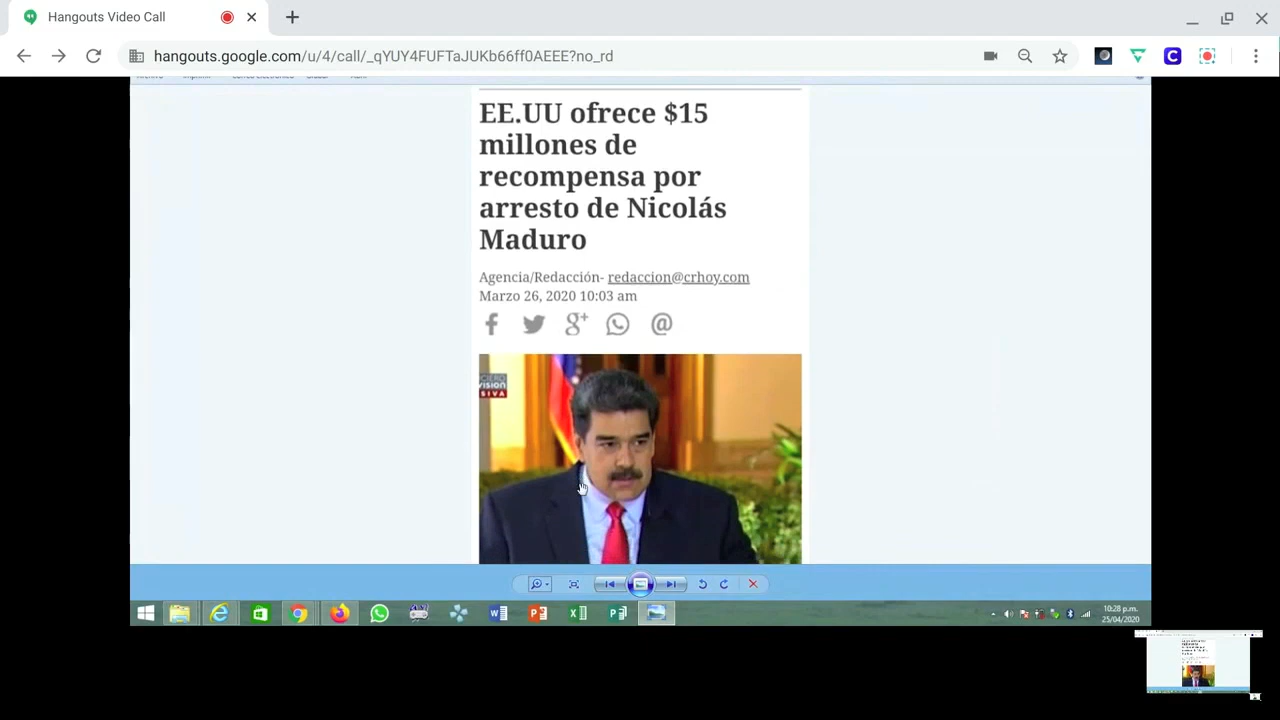 Hangouts Video Call
hangouts.google.com/u/4/call/_qYUY4FUFTaJUKb66ff0AEEE?no_rd
EE.UU ofrece $15
millones de
recompensa por
arresto de Nicolás
Maduro
Agencia/Redacción- redaccion@crhoy.com
Marzo 26, 2020 10:03 am
10:28 p.m.
25/04/2020